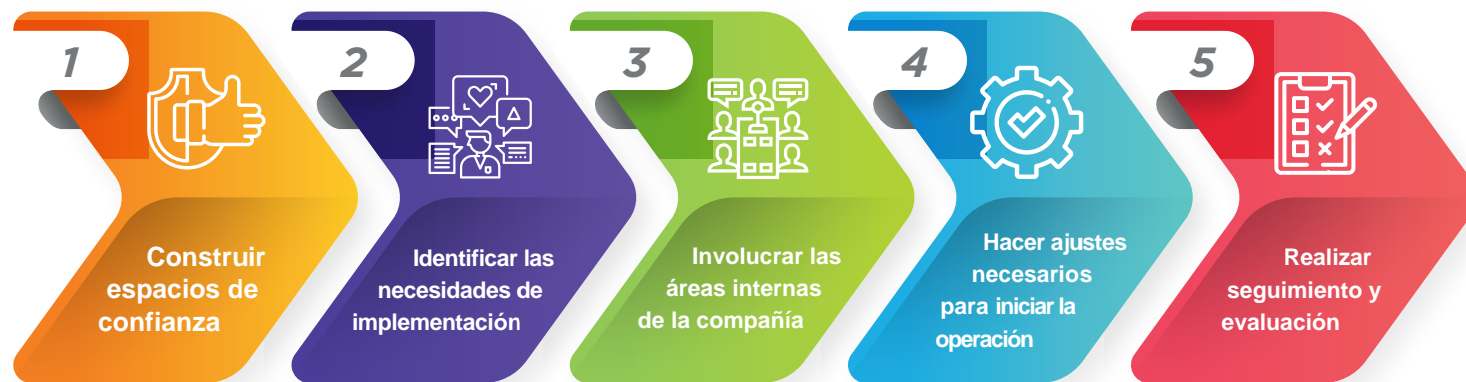 1
Construir
espacios de
confianza
2
Identificar las
necesidades de
implementación
3
Involucrar las
áreas internas
de la compañía
4
Hacer ajustes
necesarios
para iniciar la
operación
5
Realizar
seguimiento y
evaluación